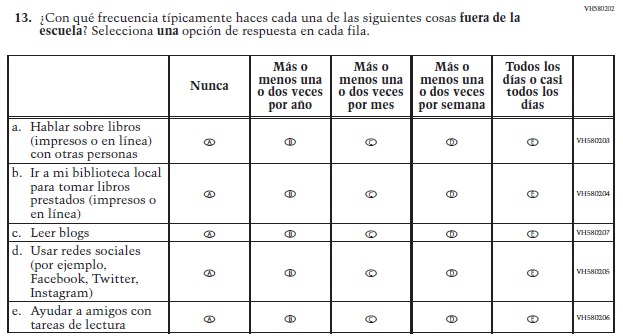 VH580202
13. ¿Con qué frecuencia típicamente haces cada una de las siguientes cosas fuera de la
escuela? Selecciona una opción de respuesta en cada fila.
Nunca
Más o
menos una
o dos veces
por año
Más o
menos una
o dos veces
por mes
Más o
menos una
o dos veces
por semana
Todos los
días o casi
todos los
días
a. Hablar sobre libros
(impresos o en línea)
con otras personas
A B C D E VH580203
b. Ir a mi biblioteca local
para tomar libros
prestados (impresos o
en línea)
A B C D E VH580204
c. Leer blogs A B C D E VH580207
d. Usar redes sociales
(por ejemplo,
Facebook, Twitter,
Instagram)
A B C D E VH580205
e. Ayudar a amigos con
tareas de lectura
A B C D E VH580206